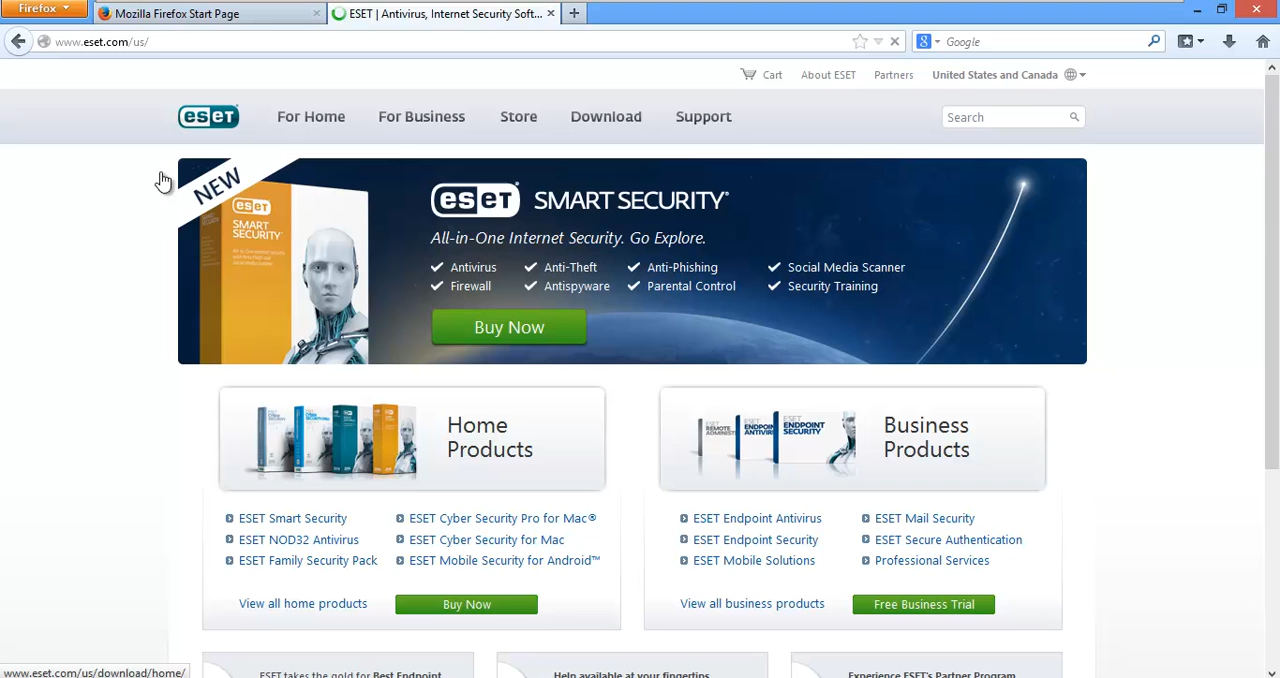 Firefox
Mozilla Firefox Start Page
ESET | Antivirus, Internet Security Soft...
www.eset.com/us/
Google
Cart
About ESET
Partners
United States and Canada
eset
For Home
For Business
Store
Download
Support
Search
NEW
eset
SMART SECURITY
eset SMART SECURITY
All-in-One Internet Security. Go Explore.
Antivirus
Anti-Theft
Anti-Phishing
Social Media Scanner
Firewall
Antispyware
Parental Control
Security Training
Buy Now
Home Products
ENDPOINT SECURITY
Business Products
ESET Smart Security
ESET Cyber Security Pro for Mac®
ESET NOD32 Antivirus
ESET Cyber Security for Mac
ESET Family Security Pack
ESET Mobile Security for Android™
View all home products
Buy Now
ESET Endpoint Antivirus
ESET Mail Security
ESET Endpoint Security
ESET Secure Authentication
ESET Mobile Solutions
Professional Services
View all business products
Free Business Trial
ESET takes the gold for Best Endpoint
Help available at your fingertips
Experience ESET's Partner Program
www.eset.com/us/download/home/